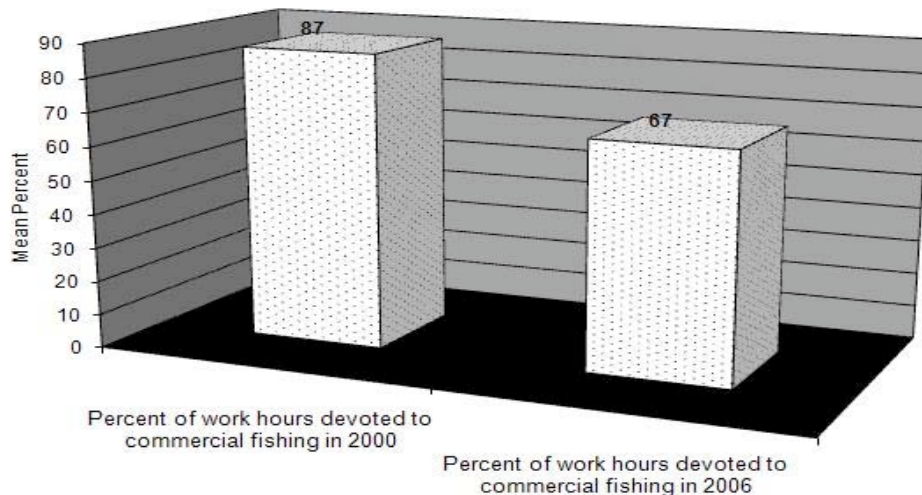 87
67
90
80
70
60
50
40
30
20
10
0
Mean Percent
Percent of work hours devoted to
commercial fishing in 2000
Percent of work hours devoted to
commercial fishing in 2006